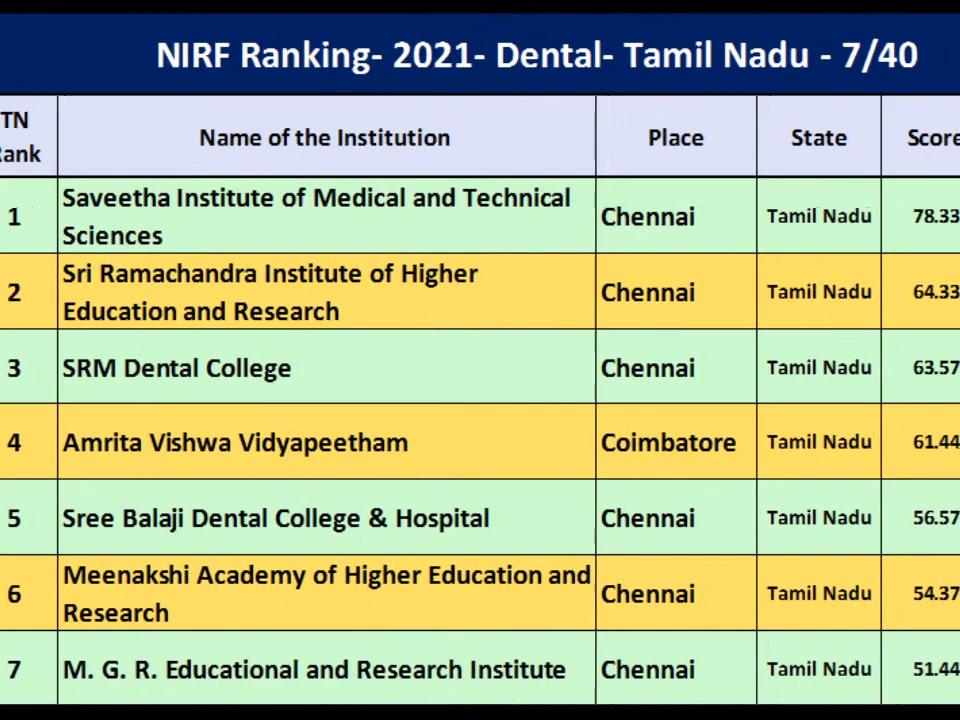 NIRF Ranking- 2021- Dental- Tamil Nadu - 7/40
TN
Rank
Name of the Institution
Place
State
Score
1
Saveetha Institute of Medical and Technical
Sciences
Chennai
Tamil Nadu
78.33
2
Sri Ramachandra Institute of Higher
Education and Research
Chennai
Tamil Nadu
64.33
3
SRM Dental College
Chennai
Tamil Nadu
63.57
4
Amrita Vishwa Vidyapeetham
Coimbatore
Tamil Nadu
61.44
5
Sree Balaji Dental College & Hospital
Chennai
Tamil Nadu
56.57
6
Meenakshi Academy of Higher Education and
Research
Chennai
Tamil Nadu
54.37
7
M. G. R. Educational and Research Institute
Chennai
Tamil Nadu
51.44